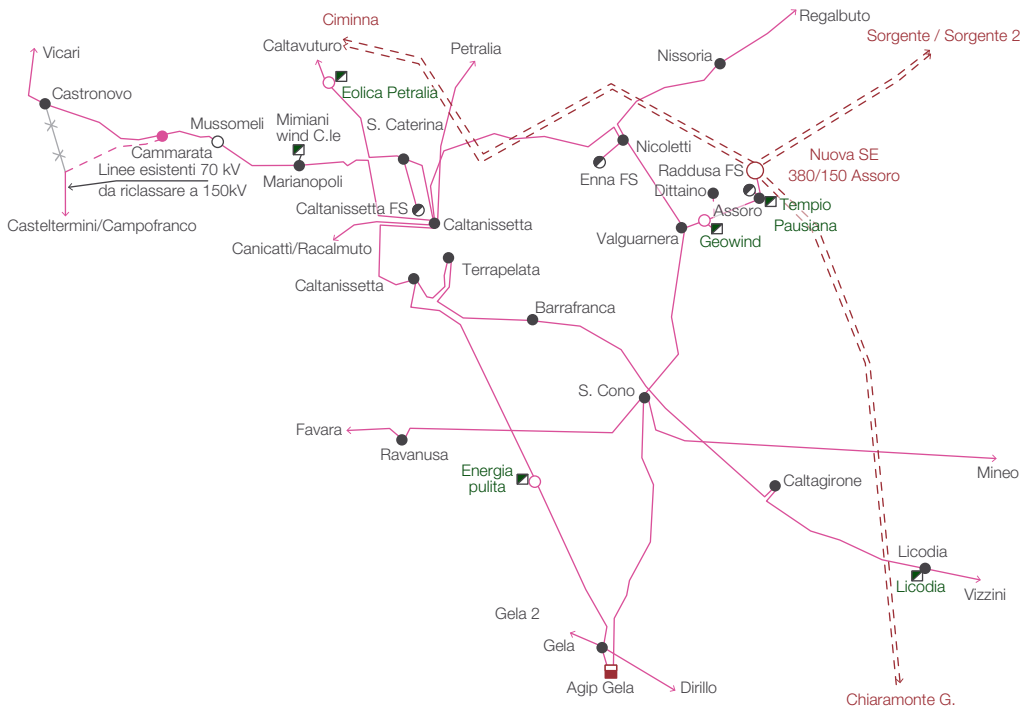 Ciminna
Regalbuto
Caltavuturo
Petralia
Sorgente / Sorgente 2
Vicari
Nissoria
Castronovo
Eolica Petralia
Mussomeli
Mimiani
wind C.le
S. Caterina
Cammarata
Nicoletti
Nuova SE
380/150 Assoro
Raddusa FS
Linee esistenti 70 kV
da riclassare a 150kV
Marianopoli
Enna FS
Dittaino
Caltanissetta FS
Assoro
Tempio
Pausiana
Casteltermini/Campofranco
Caltanissetta
Valguarnera
Geowind
Canicattì/Racalmuto
Terrapelata
Caltanissetta
Barrafranca
S. Cono
Favara
Ravanusa
Energia
pulita
Caltagirone
Mineo
Licodia
Licodia
Vizzini
Gela 2
Gela
Agip Gela
Dirillo
Chiaramonte G.